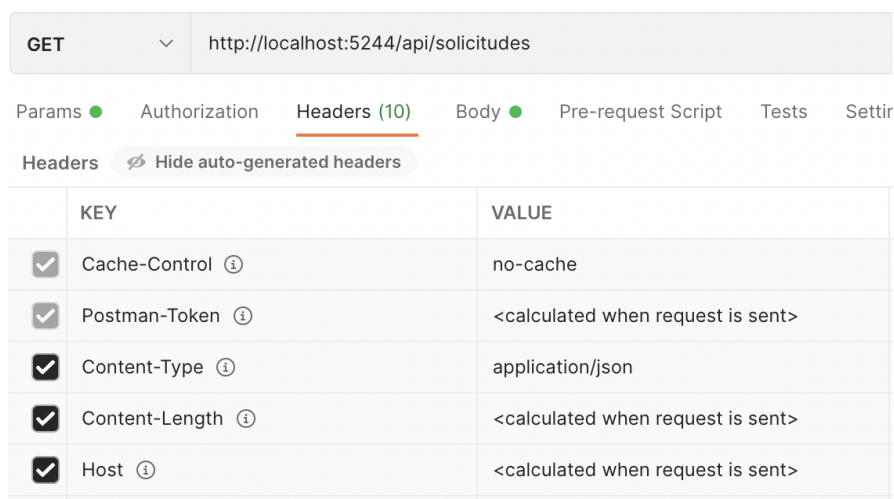 GET http://localhost:5244/api/solicitudes
Params Authorization Headers (10) Body Pre-request Script Tests Settin
Headers Hide auto-generated headers
KEY VALUE
Cache-Control no-cache
Postman-Token <calculated when request is sent>
Content-Type application/json
Content-Length <calculated when request is sent>
Host <calculated when request is sent>